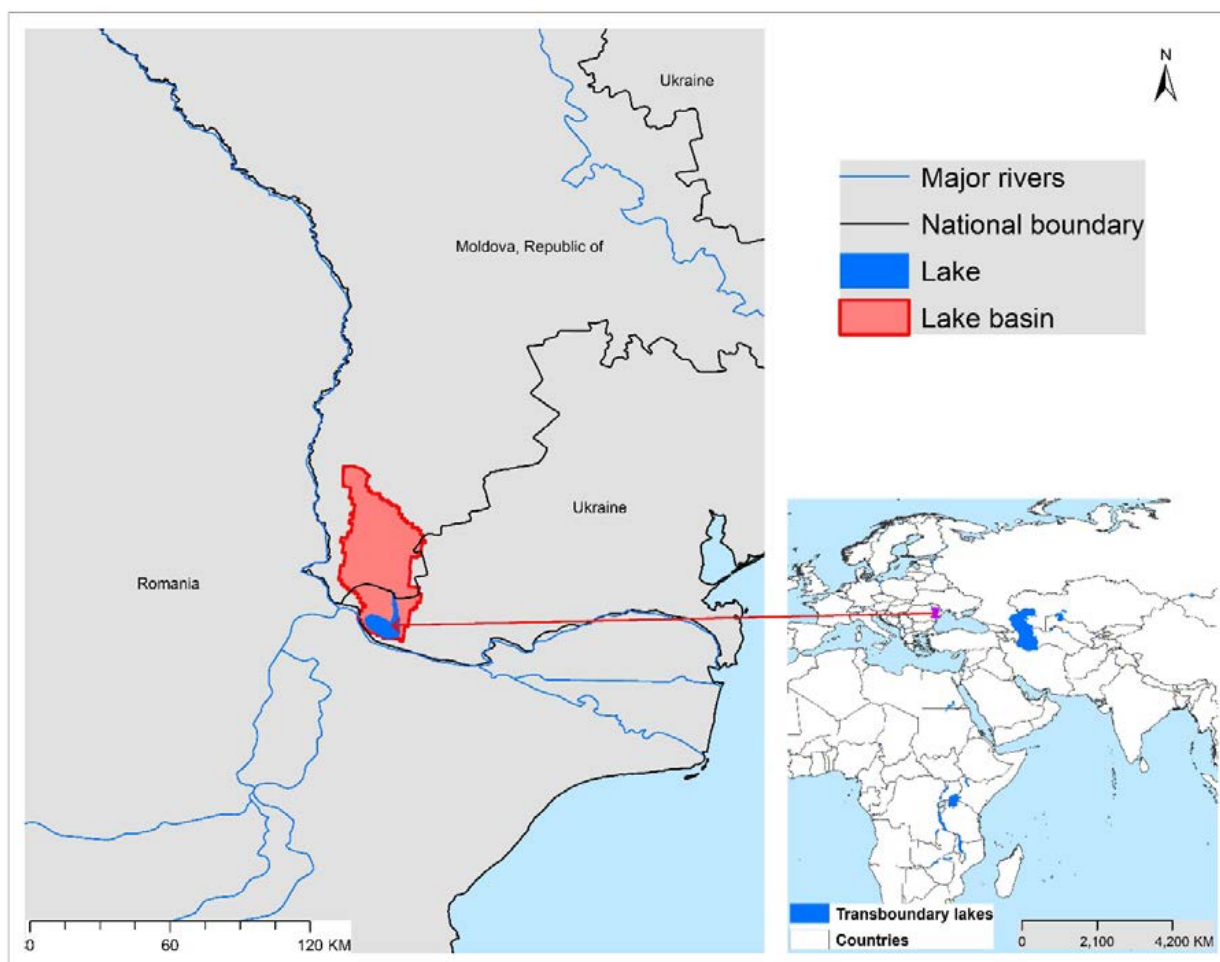 N
Ukraine
Major rivers
National boundary
Moldova, Republic of
Lake
Lake basin
Ukraine
Romania
Transboundary lakes
Countries
0 2,100 4,200 KM
0 60 120 KM